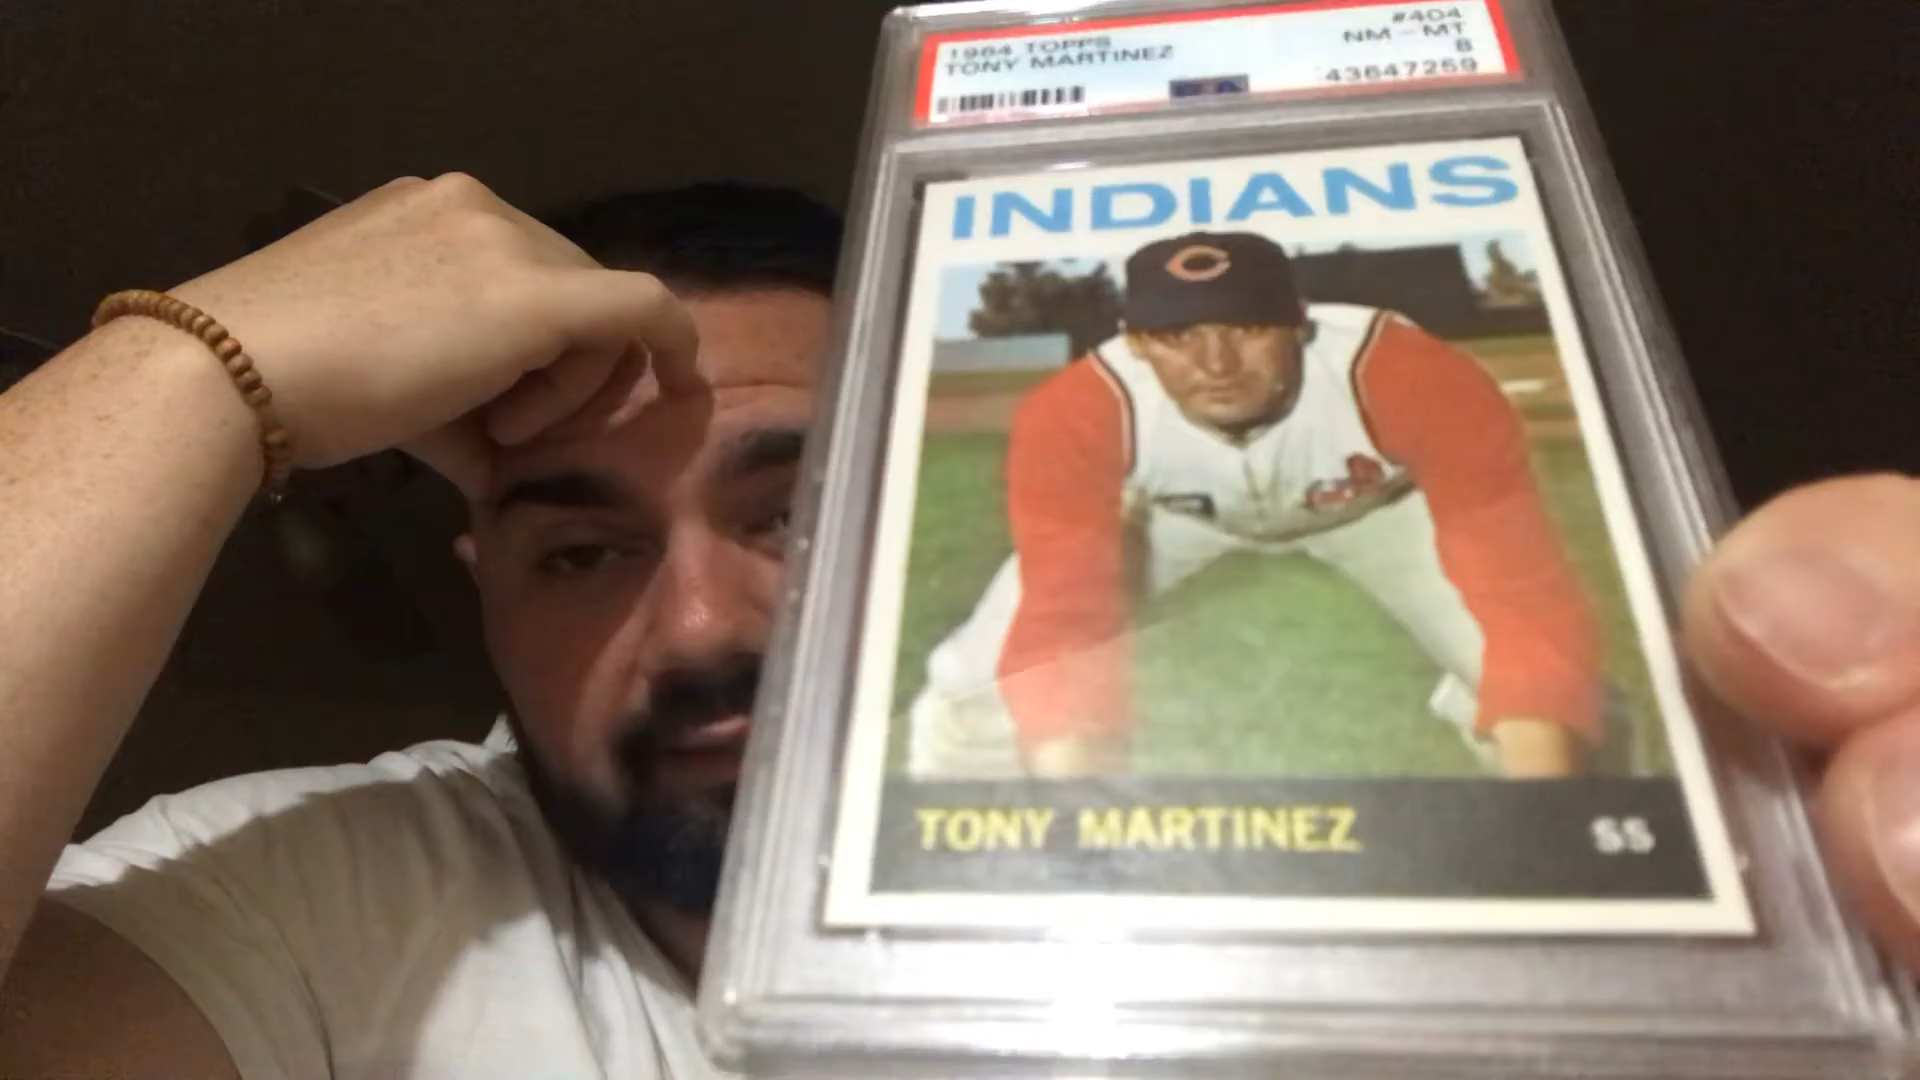 1964 TOPPS
TONY MARTINEZ
#404
NM - MT
8
43647259
INDIANS
C
TONY MARTINEZ
SS